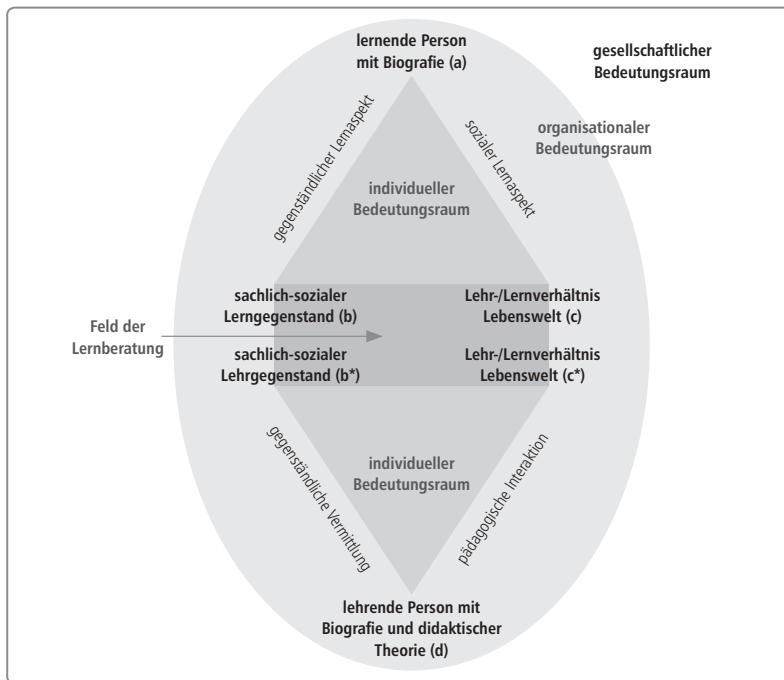 lernende Person
mit Biografie (a)
gesellschaftlicher
Bedeutungsraum
organisationaler
Bedeutungsraum
gegenständlicher Lernaspekt
sozialer Lernaspekt
individueller
Bedeutungsraum
sachlich-sozialer
Lerngegenstand (b)
Lehr-/Lernverhältnis
Lebenswelt (c)
Feld der
Lernberatung
sachlich-sozialer
Lehrgegenstand (b*)
Lehr-/Lernverhältnis
Lebenswelt (c*)
gegenständliche Vermittlung
individueller
Bedeutungsraum
pädagogische Interaktion
lehrende Person mit
Biografie und didaktischer
Theorie (d)